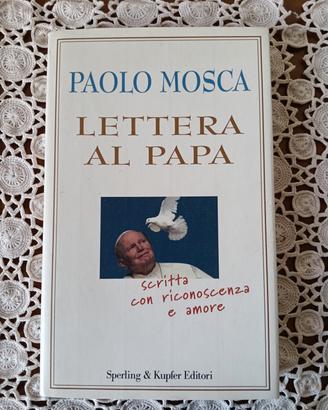 PAOLO MOSCA
LETTERA
AL PAPA
scritta
con riconoscenza
e amore
Sperling & Kupfer Editori